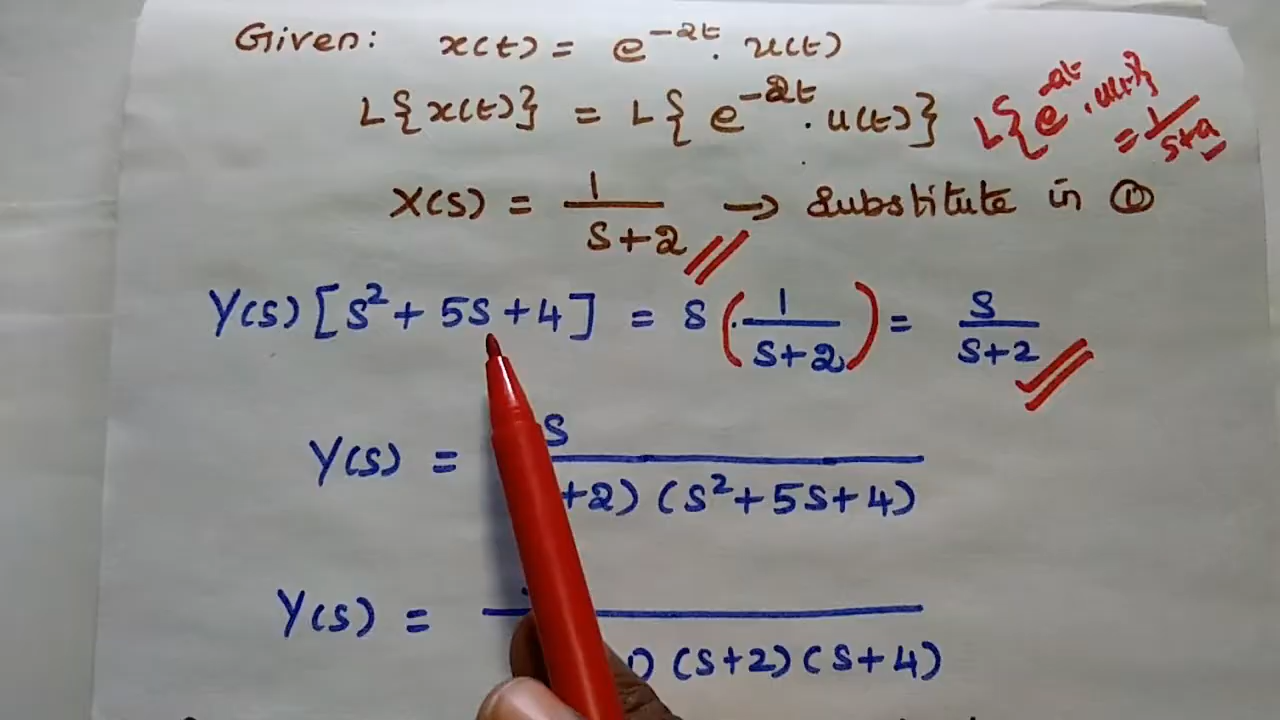 Given: x(t) = e^{-2t} . u(t)
L{x(t)} = L{ e^{-2t} . u(t)}
L{e^{-at} . u(t)} = 1/(s+a)
X(s) = 1/(s+2) → Substitute in ①
Y(s) [s² + 5s + 4] = s ( . 1/(s+2) ) = s/(s+2)
Y(s) = s / +2) (s² + 5s + 4)
Y(s) = (s+2) (s+4)